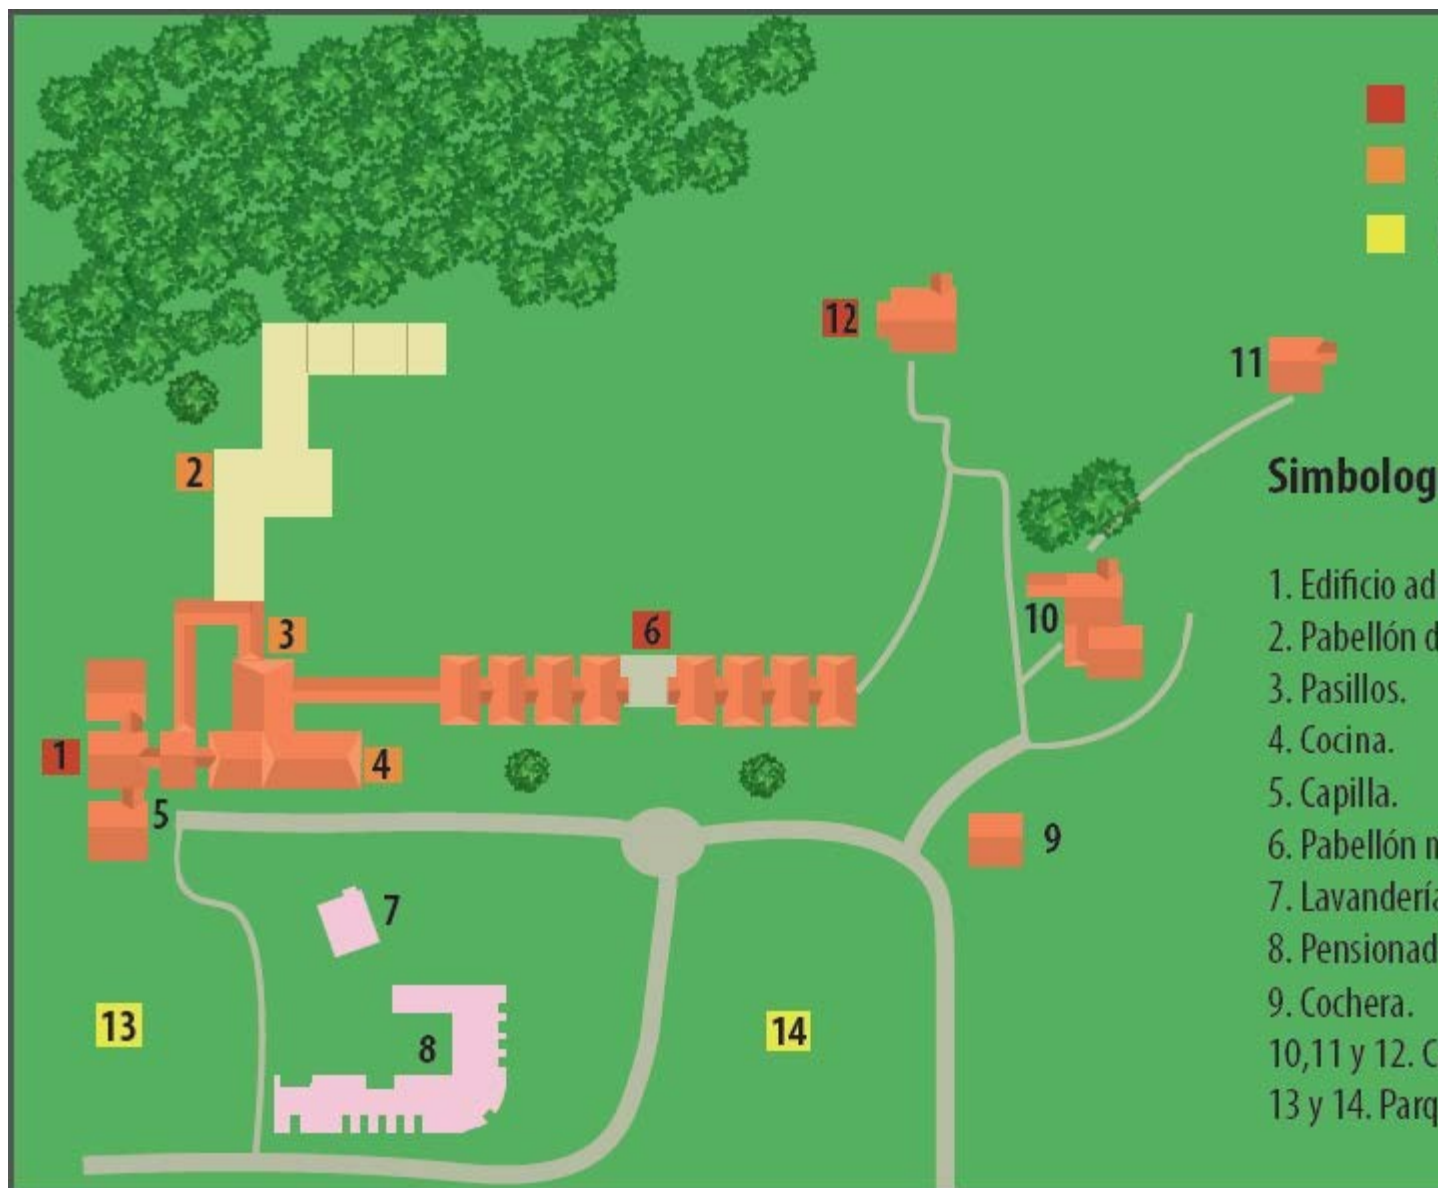 12
11
2
Simbolog
1. Edificio ad
10
6
3
2. Pabellón d
3. Pasillos.
1
4
4. Cocina.
5
5. Capilla.
9
6. Pabellón n
7
7. Lavandería
8. Pensionad
13
14
8
9. Cochera.
10,11 y 12. C
13 y 14. Parq